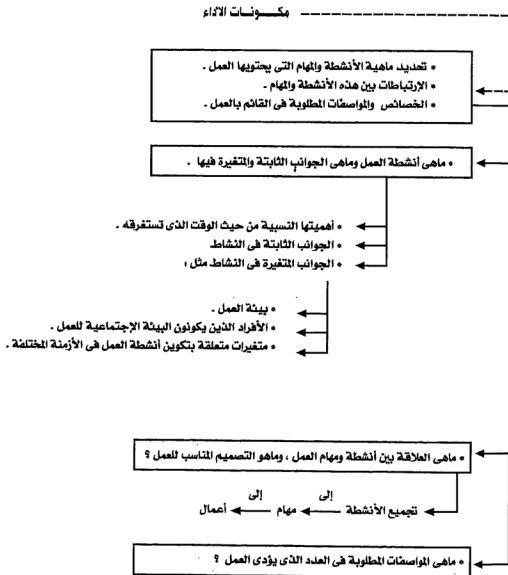 مكونات الاداء
* تحديد ماهية الأنشطة والمهام التى يحتويها العمل .
* الإرتباطات بين هذه الأنشطة والمهام .
* الخصائص والمواصفات المطلوبة فى القائم بالعمل .
* ماهى أنشطة العمل وماهى الجوانب الثابتة والمتغيرة فيها .
* أهميتها النسبية من حيث الوقت الذى تستغرقه .
* الجوانب الثابتة فى النشاط
* الجوانب المتغيرة فى النشاط مثل :
* بيئة العمل .
* الأفراد الذين يكونون البيئة الإجتماعية للعمل .
* متغيرات متعلقة بتكوين أنشطة العمل فى الأزمنة المختلفة .
* ماهى العلاقة بين أنشطة ومهام العمل ، وماهو التصميم المناسب للعمل ؟
إلى إلى
تجميع الأنشطة مهام أعمال
* ماهى المواصفات المطلوبة فى العدد الذى يؤدى العمل ؟